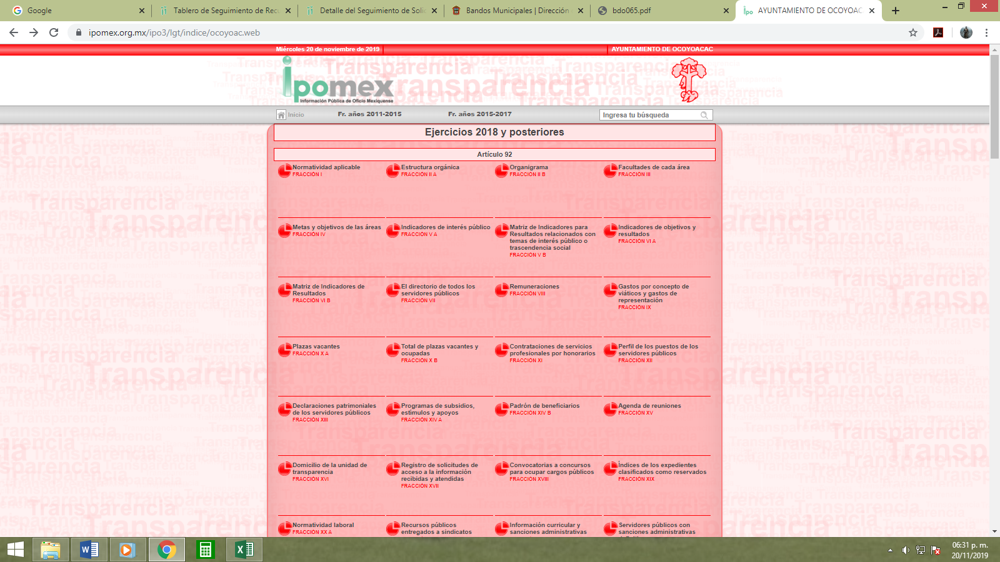 Google
Tablero de Seguimiento de Recu
Detalle del Seguimiento de Solic
Bandos Municipales | Dirección
bdo065.pdf
AYUNTAMIENTO DE OCOYOAC
ipomex.org.mx/ipo3/lgt/indice/ocoyoac.web
Miércoles 20 de noviembre de 2019
AYUNTAMIENTO DE OCOYOACAC
Transparencia
ipomex
Información Pública de Oficio Mexiquense
Inicio
Fr. años 2011-2015
Fr. años 2015-2017
Ingresa tu búsqueda
Ejercicios 2018 y posteriores
Artículo 92
Normatividad aplicable
FRACCIÓN I
Estructura orgánica
FRACCIÓN II A
Organigrama
FRACCIÓN II B
Facultades de cada área
FRACCIÓN III
Metas y objetivos de las áreas
FRACCIÓN IV
Indicadores de interés público
FRACCIÓN V A
Matriz de Indicadores para
Resultados relacionados con
temas de interés público o
trascendencia social
FRACCIÓN V B
Indicadores de objetivos y
resultados
FRACCIÓN VI A
Matriz de Indicadores de
Resultados
FRACCIÓN VI B
El directorio de todos los
servidores públicos
FRACCIÓN VII
Remuneraciones
FRACCIÓN VIII
Gastos por concepto de
viáticos y gastos de
representación
FRACCIÓN IX
Plazas vacantes
FRACCIÓN X A
Total de plazas vacantes y
ocupadas
FRACCIÓN X B
Contrataciones de servicios
profesionales por honorarios
FRACCIÓN XI
Perfil de los puestos de los
servidores públicos
FRACCIÓN XII
Declaraciones patrimoniales
de los servidores públicos
FRACCIÓN XIII
Programas de subsidios,
estímulos y apoyos
FRACCIÓN XIV A
Padrón de beneficiarios
FRACCIÓN XIV B
Agenda de reuniones
FRACCIÓN XV
Domicilio de la unidad de
transparencia
FRACCIÓN XVI
Registro de solicitudes de
acceso a la información
recibidas y atendidas
FRACCIÓN XVII
Convocatorias a concursos
para ocupar cargos públicos
FRACCIÓN XVIII
Índices de los expedientes
clasificados como reservados
FRACCIÓN XIX
Normatividad laboral
FRACCIÓN XX A
Recursos públicos
entregados a sindicatos
Información curricular y
sanciones administrativas
Servidores públicos con
sanciones administrativas
06:31 p. m.
20/11/2019